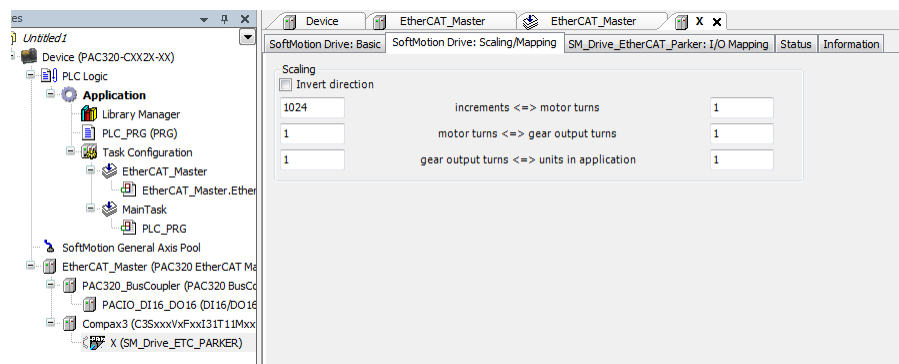 es
Device
EtherCAT_Master
EtherCAT_Master
X
Untitled1
SoftMotion Drive: Basic
SoftMotion Drive: Scaling/Mapping
SM_Drive_EtherCAT_Parker: I/O Mapping
Status
Information
Device (PAC320-CXX2X-XX)
PLC Logic
Application
Library Manager
PLC_PRG (PRG)
Task Configuration
EtherCAT_Master
EtherCAT_Master.Ether
MainTask
PLC_PRG
SoftMotion General Axis Pool
EtherCAT_Master (PAC320 EtherCAT Ma
PAC320_BusCoupler (PAC320 BusCo
PACIO_DI16_DO16 (DI16/DO16
Compax3 (C3SxxxVxFxxI31T11Mxx
X (SM_Drive_ETC_PARKER)
Scaling
Invert direction
1024 increments <=> motor turns 1
1 motor turns <=> gear output turns 1
1 gear output turns <=> units in application 1